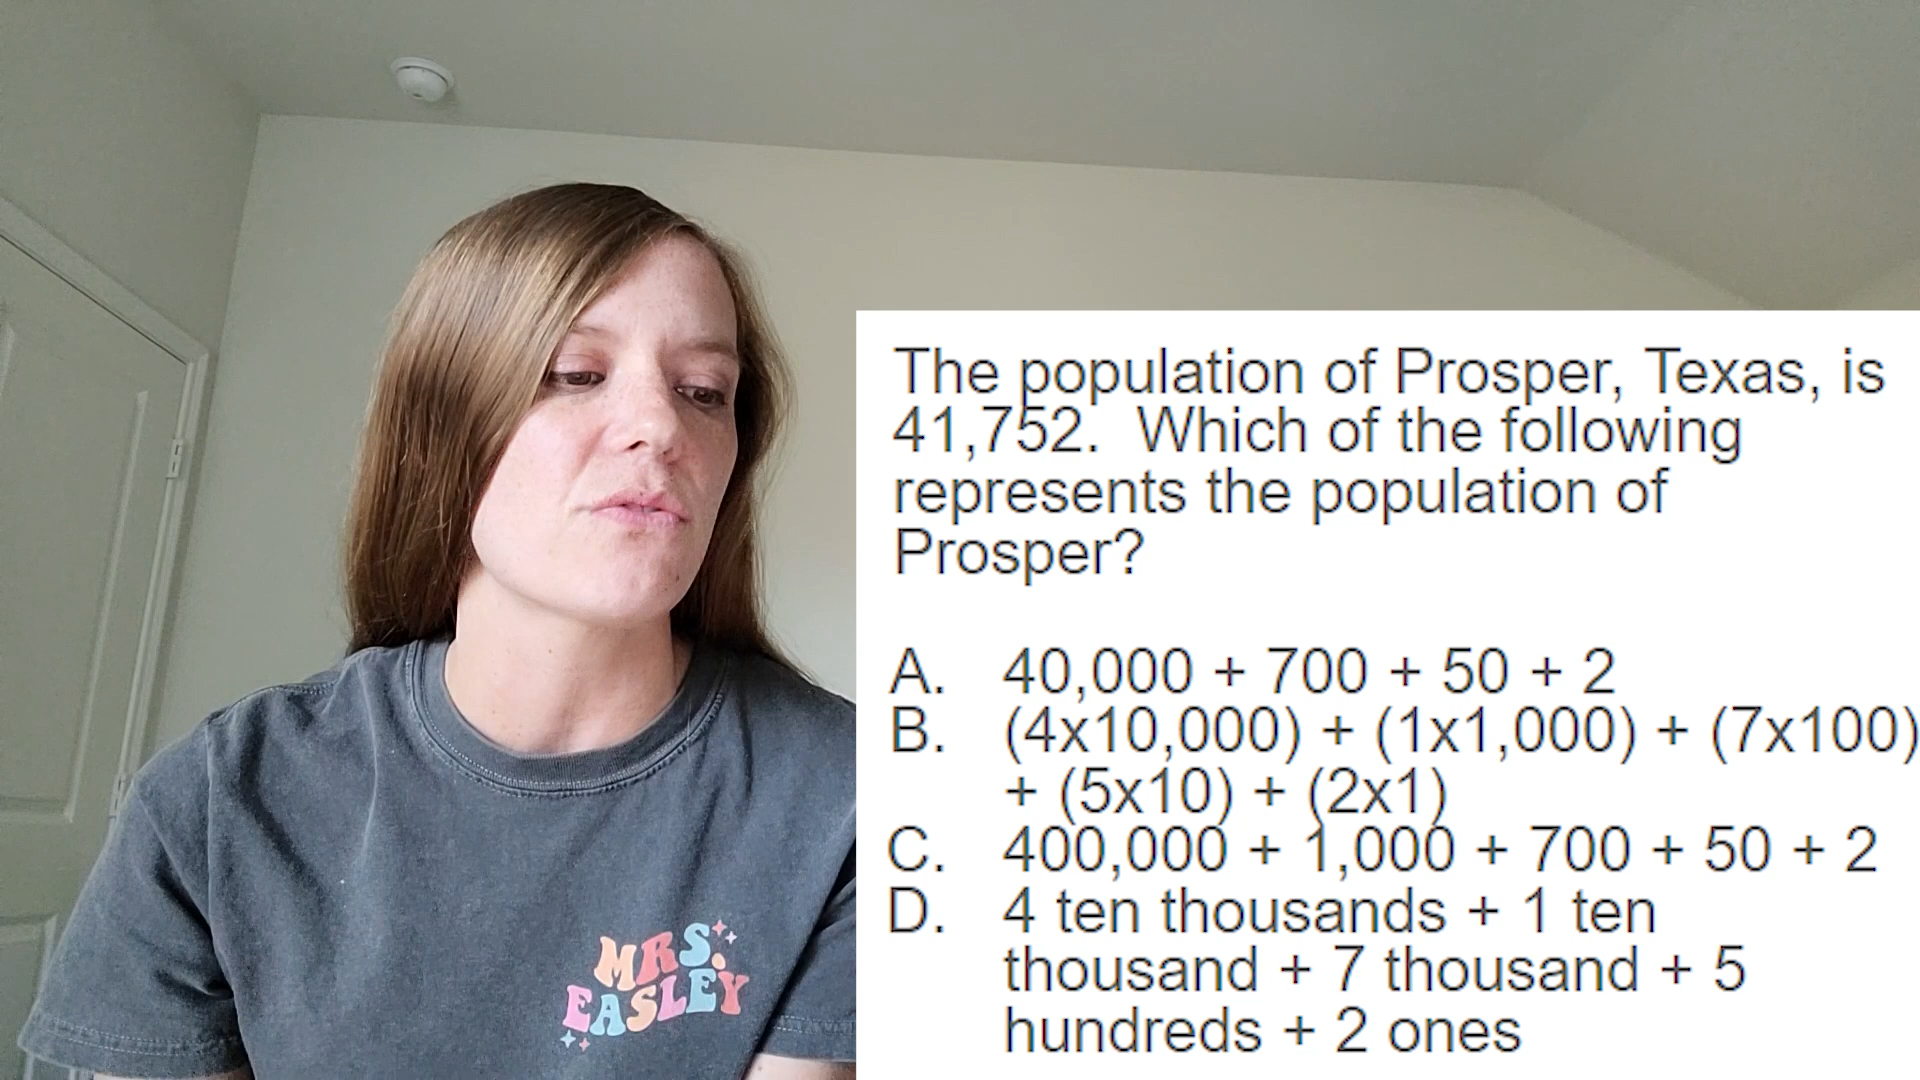 MRS.
EASLEY
The population of Prosper, Texas, is
41,752. Which of the following
represents the population of
Prosper?
A. 40,000 + 700 + 50 + 2
B. (4x10,000) + (1x1,000) + (7x100)
+ (5x10) + (2x1)
C. 400,000 + 1,000 + 700 + 50 + 2
D. 4 ten thousands + 1 ten
thousand + 7 thousand + 5
hundreds + 2 ones